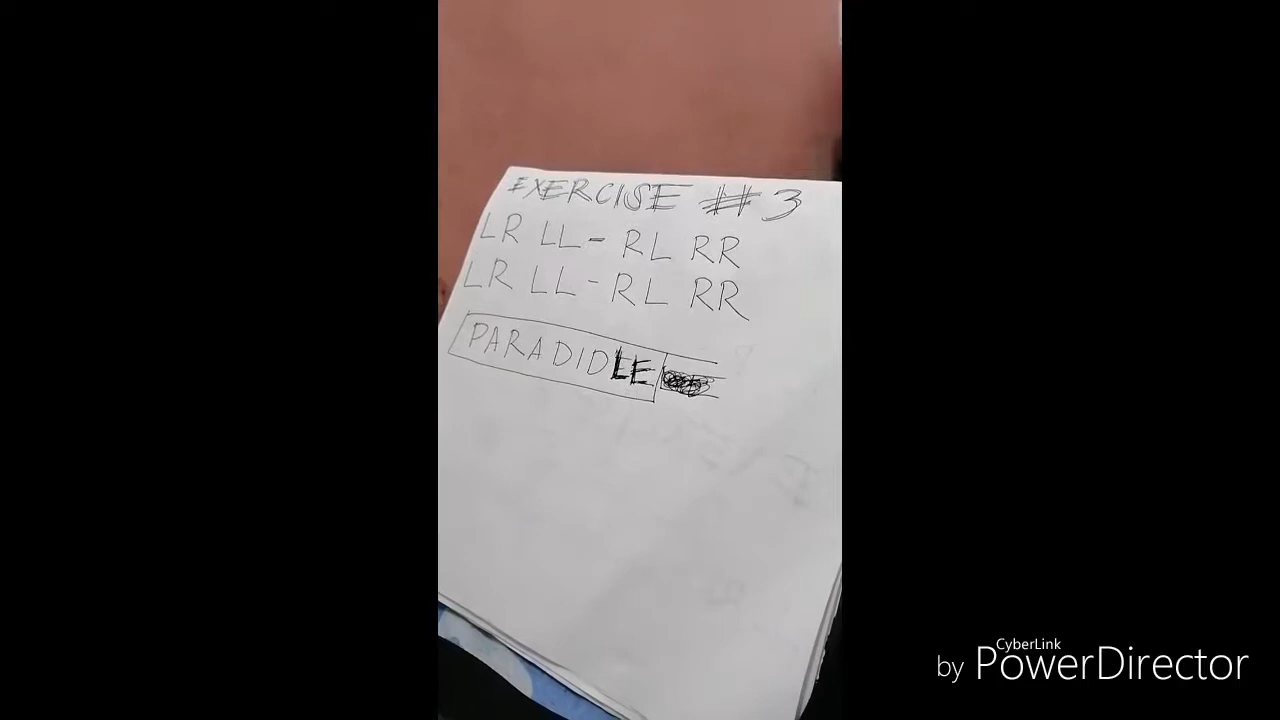 EXERCISE # 3
LR LL - RL RR
LR LL - RL RR
PARADIDLE
CyberLink
by PowerDirector